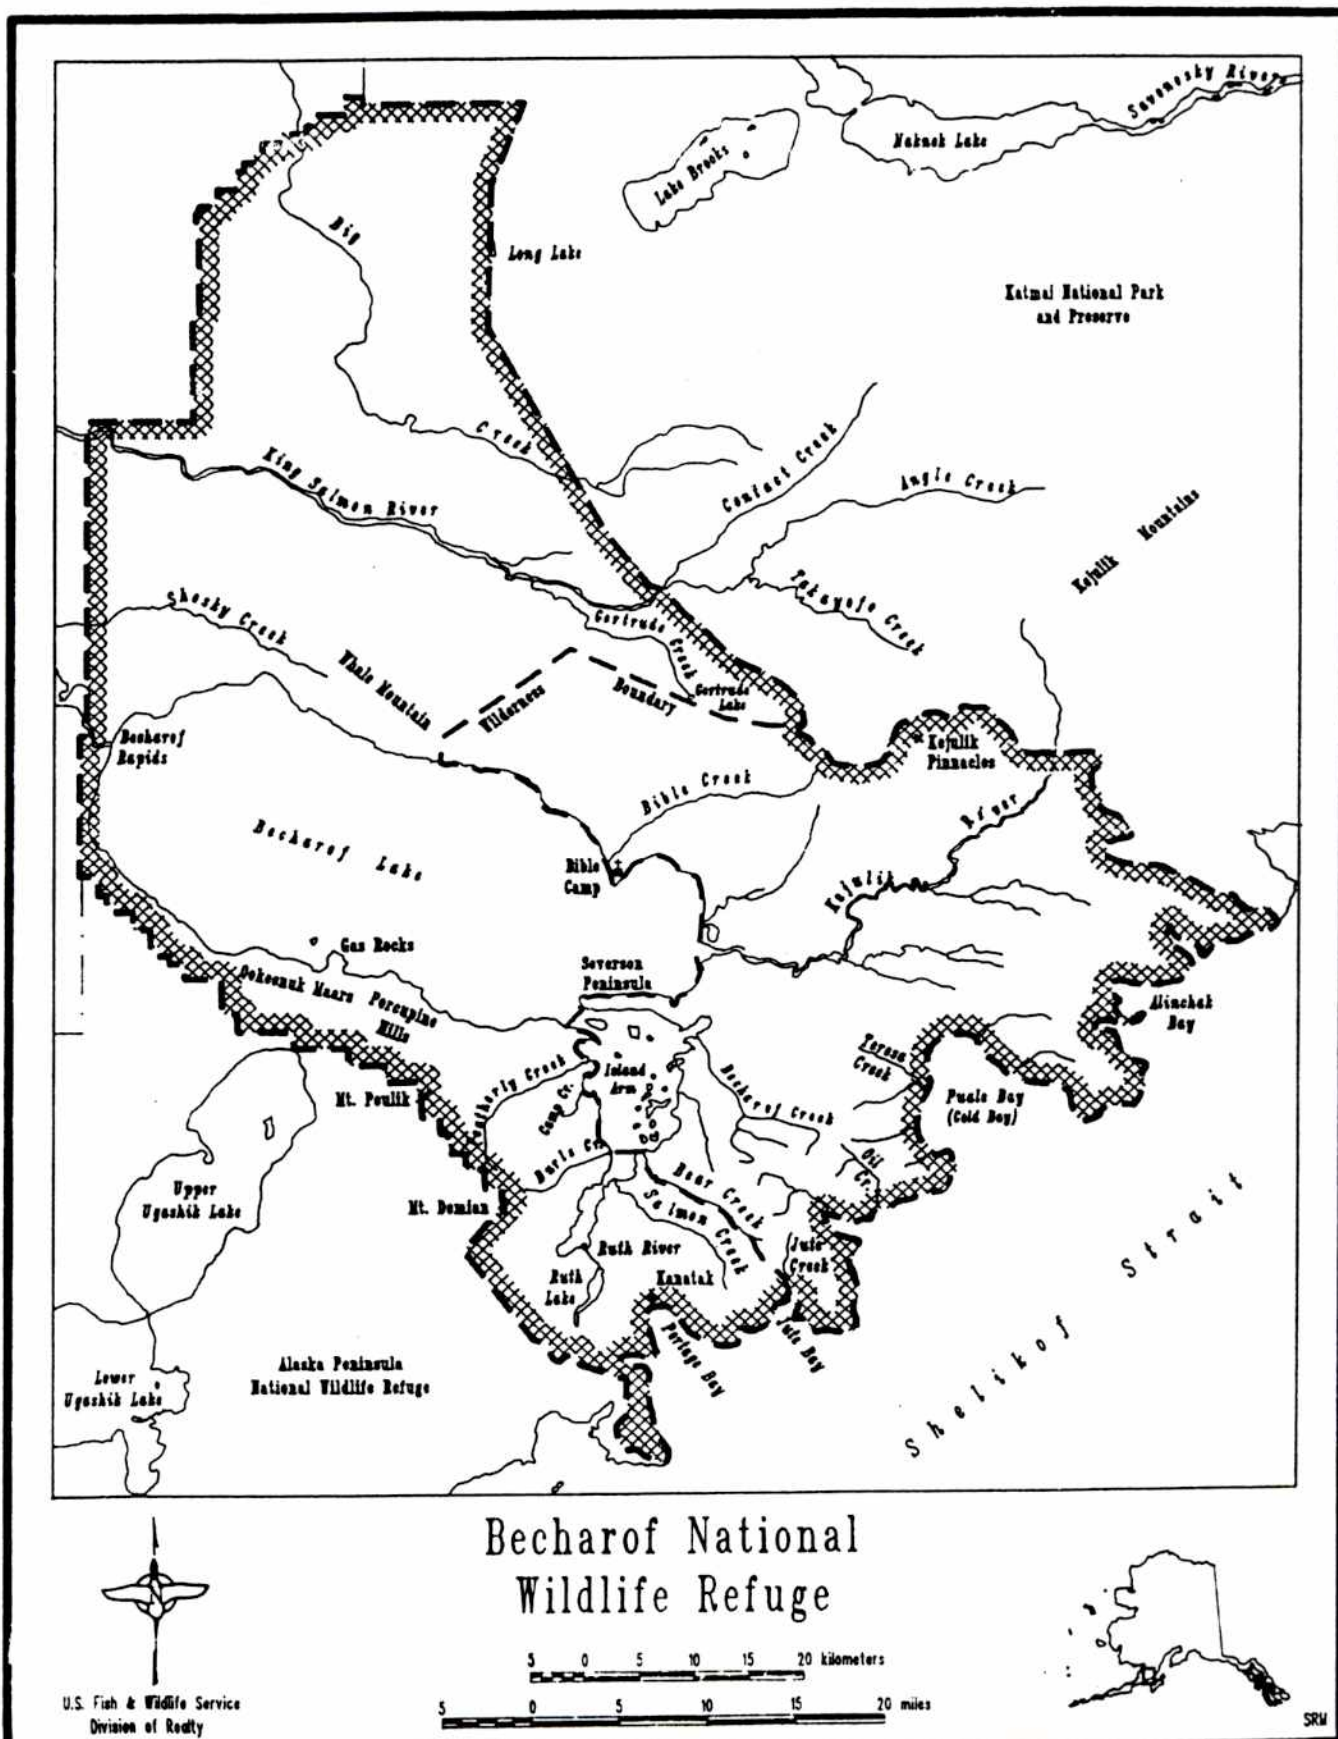 Savonosky River
Naknek Lake
Lake Brooks
Big
Long Lake
Katmai National Park
and Preserve
Creek
Contact Creek
King Salmon River
Angle Creek
Kejulik Mountains
Takayofo Creek
Shosky Creek
Gertrude Creek
Whale Mountain
Wilderness Boundary
Gertrude
Lake
Becharof
Rapids
Kejulik
Pinnacles
Bible Creek
Becharof Lake
Bible
Camp
Kejulik River
Gas Rocks
Severson
Peninsula
Ookeenuk Maars
Porcupine
Hills
Alinchak
Bay
Teresa
Creek
Featherly Creek
Island
Arm
Becharof Creek
Mt. Peulik
Camp Cr.
Puale Bay
(Cold Bay)
Burls Cr.
Oil
Cr.
Bear Creek
Upper
Ugashik Lake
Mt. Demian
Salmon Creek
Shelikof Strait
Ruth River
Jute
Creek
Ruth
Lake
Kanatak
Portage Bay
Jute Bay
Alaska Peninsula
National Wildlife Refuge
Lower
Ugashik Lake
Becharof National
Wildlife Refuge
5 0 5 10 15 20 kilometers
5 0 5 10 15 20 miles
N
U.S. Fish & Wildlife Service
Division of Realty
SRM